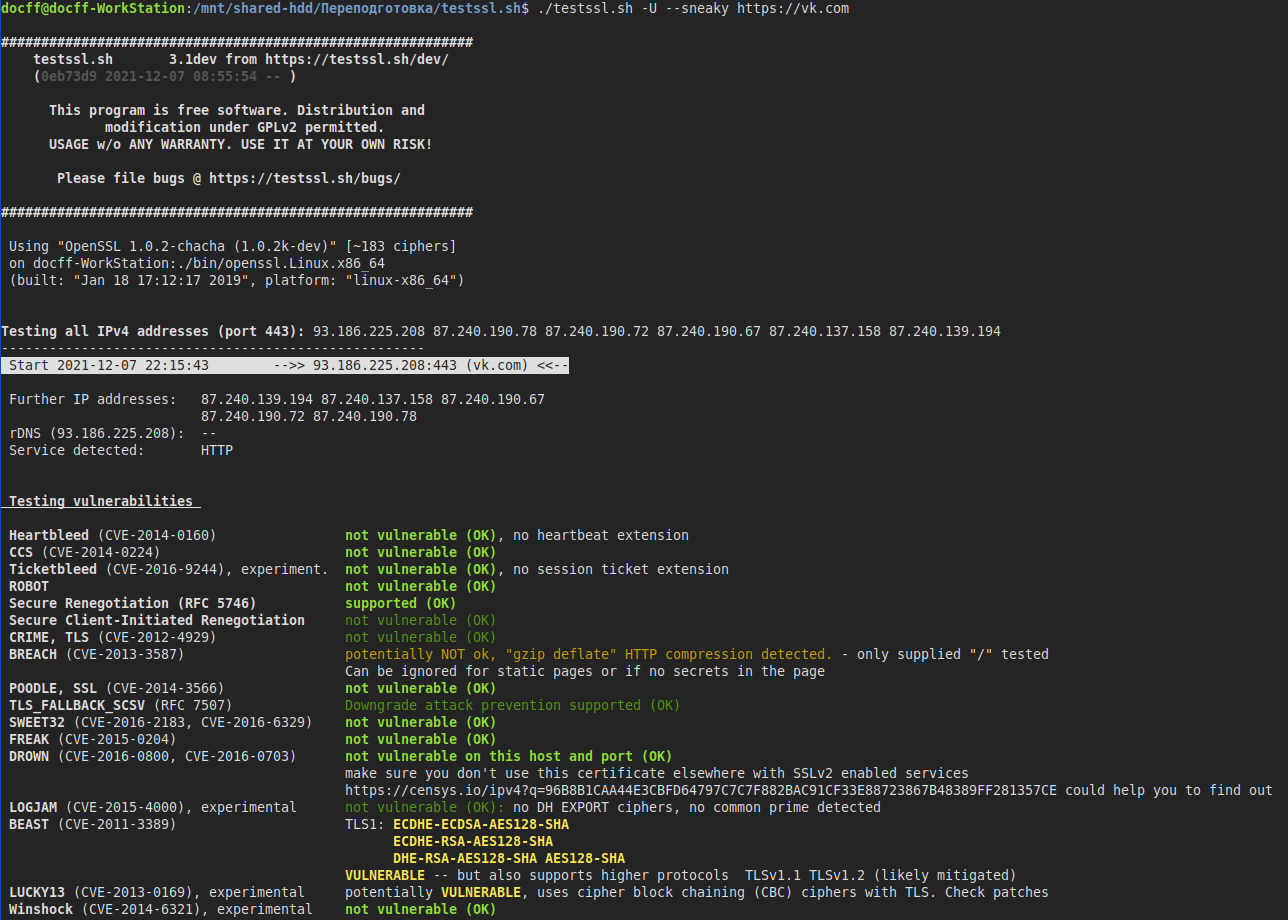 docff@docff-WorkStation:/mnt/shared-hdd/Переподготовка/testssl.sh$ ./testssl.sh -U --sneaky https://vk.com
###########################################################
testssl.sh 3.1dev from https://testssl.sh/dev/
(0eb73d9 2021-12-07 08:55:54 -- )
This program is free software. Distribution and
modification under GPLv2 permitted.
USAGE w/o ANY WARRANTY. USE IT AT YOUR OWN RISK!
Please file bugs @ https://testssl.sh/bugs/
###########################################################
Using "OpenSSL 1.0.2-chacha (1.0.2k-dev)" [~183 ciphers]
on docff-WorkStation:./bin/openssl.Linux.x86_64
(built: "Jan 18 17:12:17 2019", platform: "linux-x86_64")
Testing all IPv4 addresses (port 443): 93.186.225.208 87.240.190.78 87.240.190.72 87.240.190.67 87.240.137.158 87.240.139.194
-----------------------------------------------------
Start 2021-12-07 22:15:43 -->> 93.186.225.208:443 (vk.com) <<--
Further IP addresses: 87.240.139.194 87.240.137.158 87.240.190.67
87.240.190.72 87.240.190.78
rDNS (93.186.225.208): --
Service detected: HTTP
Testing vulnerabilities
Heartbleed (CVE-2014-0160) not vulnerable (OK), no heartbeat extension
CCS (CVE-2014-0224) not vulnerable (OK)
Ticketbleed (CVE-2016-9244), experiment. not vulnerable (OK), no session ticket extension
ROBOT not vulnerable (OK)
Secure Renegotiation (RFC 5746) supported (OK)
Secure Client-Initiated Renegotiation not vulnerable (OK)
CRIME, TLS (CVE-2012-4929) not vulnerable (OK)
BREACH (CVE-2013-3587) potentially NOT ok, "gzip deflate" HTTP compression detected. - only supplied "/" tested
Can be ignored for static pages or if no secrets in the page
POODLE, SSL (CVE-2014-3566) not vulnerable (OK)
TLS_FALLBACK_SCSV (RFC 7507) Downgrade attack prevention supported (OK)
SWEET32 (CVE-2016-2183, CVE-2016-6329) not vulnerable (OK)
FREAK (CVE-2015-0204) not vulnerable (OK)
DROWN (CVE-2016-0800, CVE-2016-0703) not vulnerable on this host and port (OK)
make sure you don't use this certificate elsewhere with SSLv2 enabled services
https://censys.io/ipv4?q=96B8B1CAA44E3CBFD64797C7C7F882BAC91CF33E88723867B48389FF281357CE could help you to find out
LOGJAM (CVE-2015-4000), experimental not vulnerable (OK): no DH EXPORT ciphers, no common prime detected
BEAST (CVE-2011-3389) TLS1: ECDHE-ECDSA-AES128-SHA
ECDHE-RSA-AES128-SHA
DHE-RSA-AES128-SHA AES128-SHA
VULNERABLE -- but also supports higher protocols TLSv1.1 TLSv1.2 (likely mitigated)
LUCKY13 (CVE-2013-0169), experimental potentially VULNERABLE, uses cipher block chaining (CBC) ciphers with TLS. Check patches
Winshock (CVE-2014-6321), experimental not vulnerable (OK)